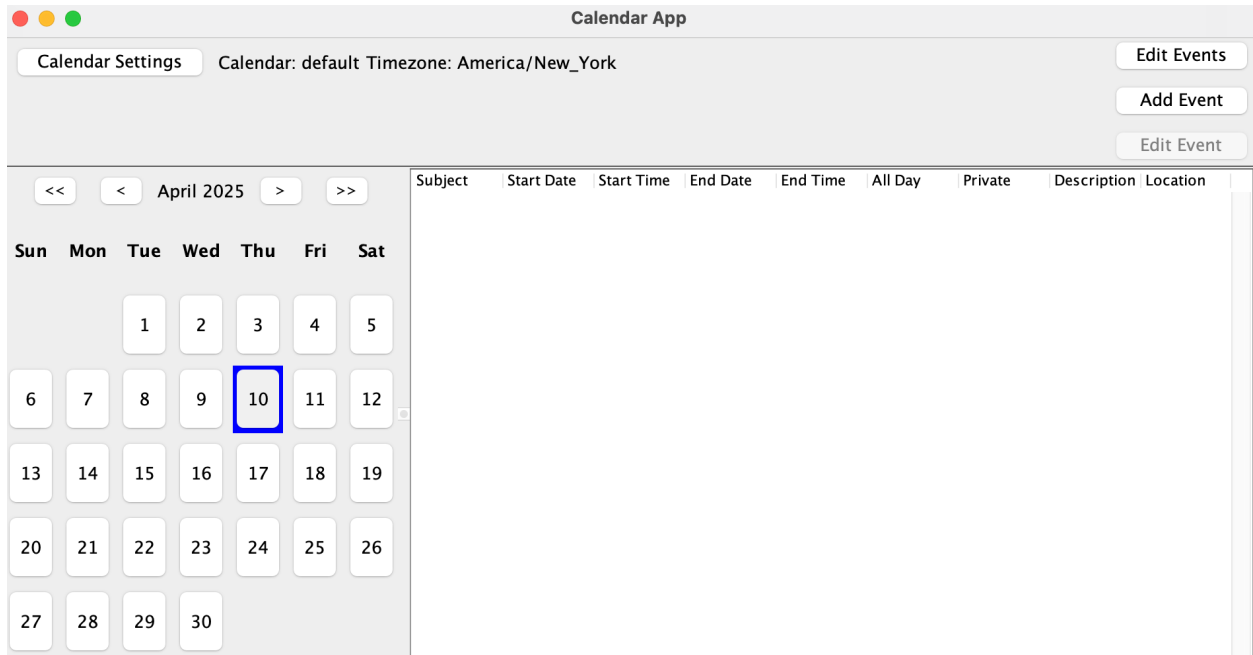 Calendar App
Calendar Settings Calendar: default Timezone: America/New_York
Edit Events
Add Event
Edit Event
<< < April 2025 > >>
Sun Mon Tue Wed Thu Fri Sat
1 2 3 4 5
6 7 8 9 10 11 12
13 14 15 16 17 18 19
20 21 22 23 24 25 26
27 28 29 30
Subject Start Date Start Time End Date End Time All Day Private Description Location